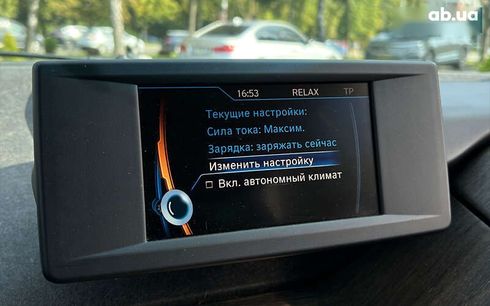 ab.ua
16:53 RELAX TP
Текущие настройки:
Сила тока: Максим.
Зарядка: заряжать сейчас
Изменить настройку
Вкл. автономный климат